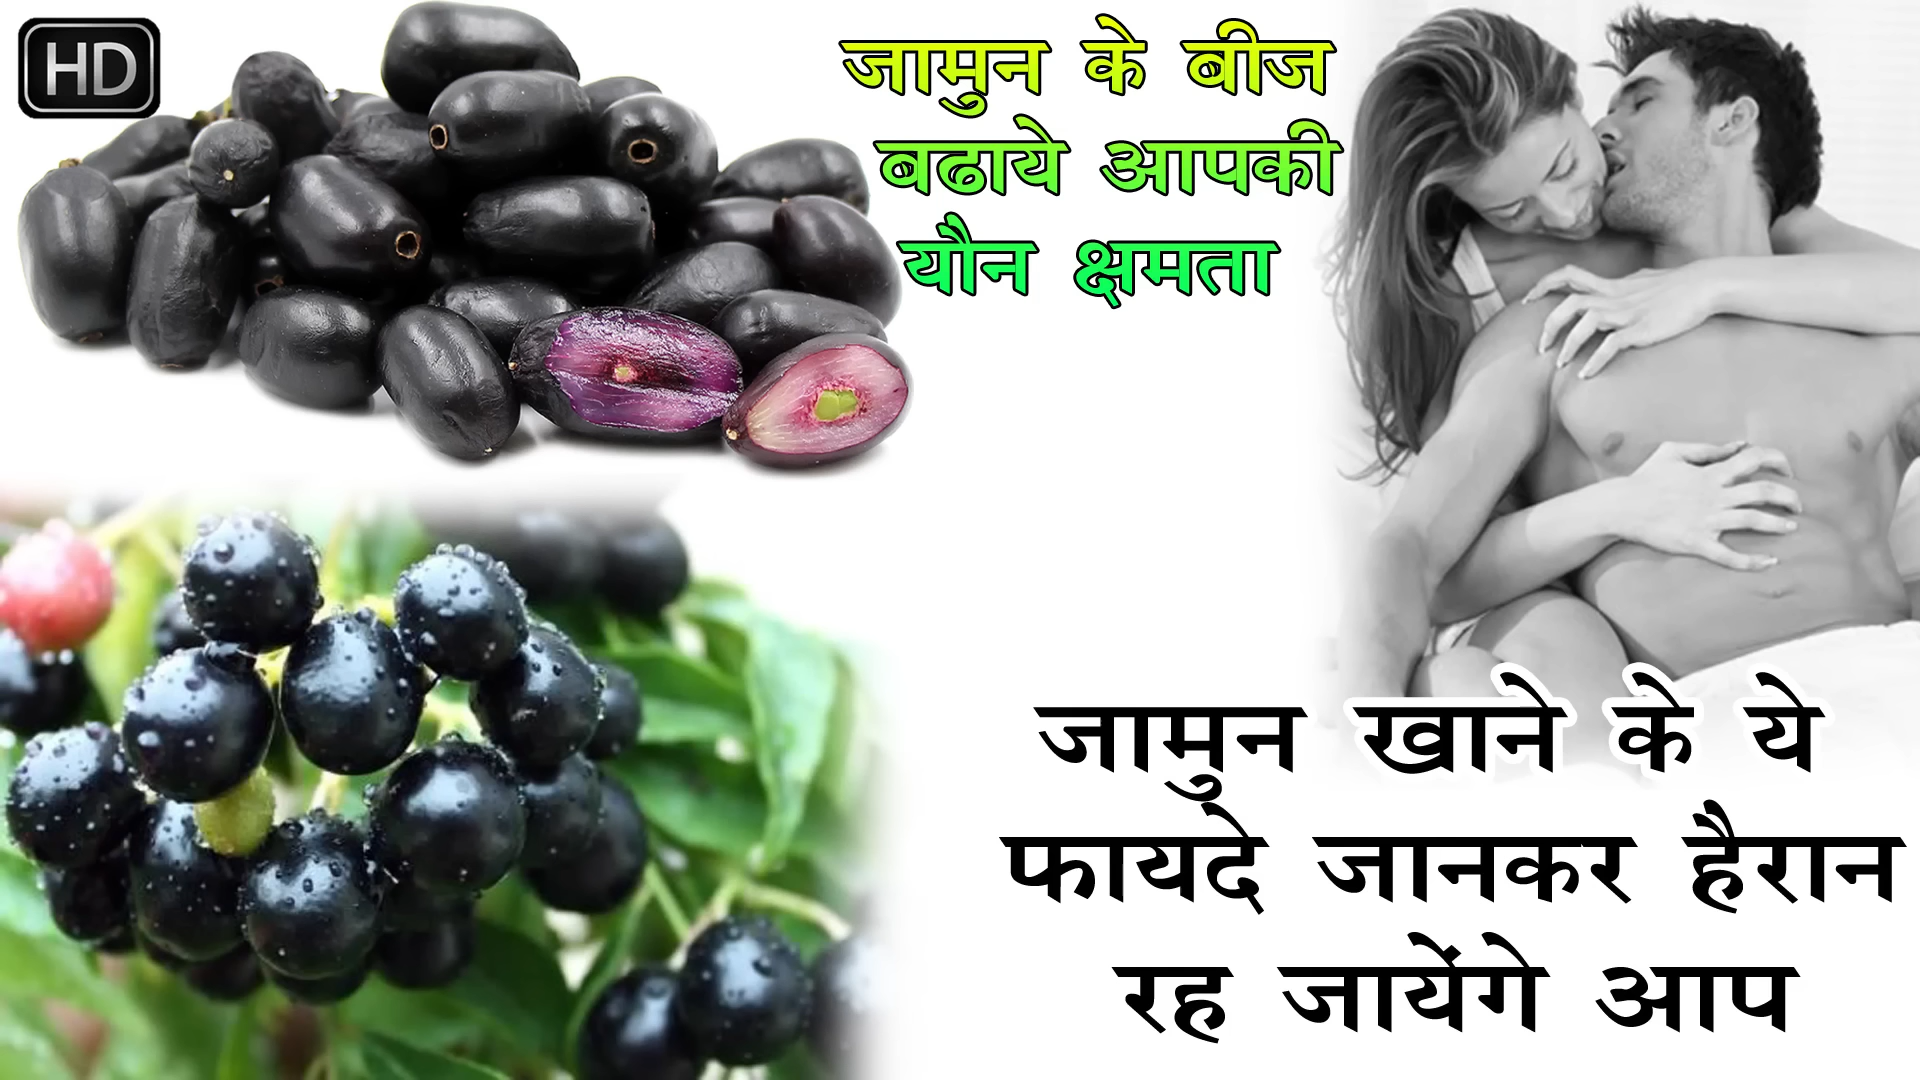 HD
जामुन के बीज
बढाये आपकी
यौन क्षमता
जामुन खाने के ये
फायदे जानकर हैरान
रह जायेंगे आप